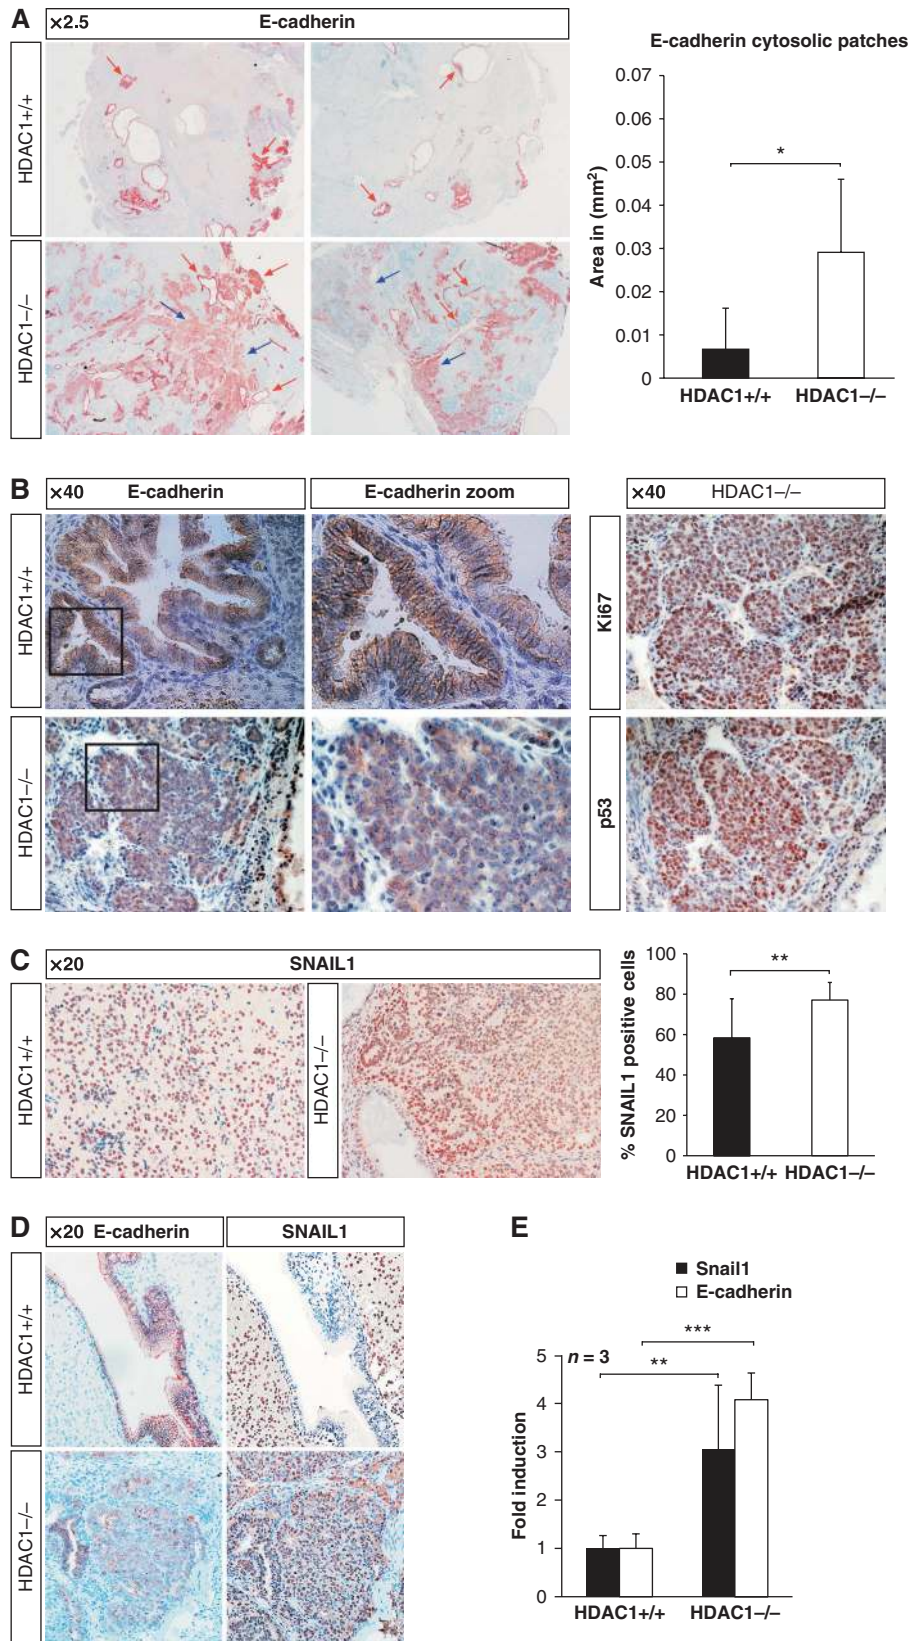 A
×2.5 E-cadherin
HDAC1+/+
HDAC1−/−
E-cadherin cytosolic patches
Area in (mm²)
0.07
0.06
0.05
0.04
0.03
0.02
0.01
0
*
HDAC1+/+ HDAC1−/−
B
×40 E-cadherin
E-cadherin zoom
×40 HDAC1−/−
HDAC1+/+
HDAC1−/−
Ki67
p53
C
×20 SNAIL1
HDAC1+/+
HDAC1−/−
% SNAIL1 positive cells
100
80
60
40
20
0
**
HDAC1+/+ HDAC1−/−
D
×20 E-cadherin
SNAIL1
HDAC1+/+
HDAC1−/−
E
Snail1
E-cadherin
n = 3
**
***
Fold induction
5
4
3
2
1
0
HDAC1+/+ HDAC1−/−